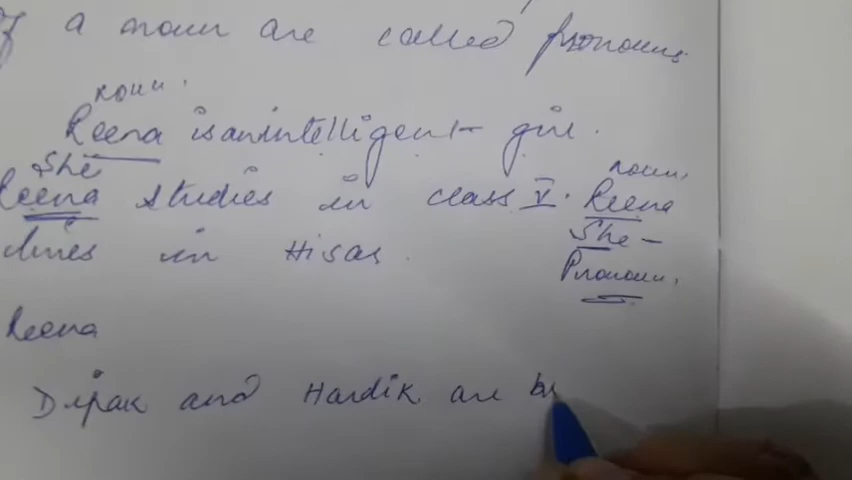 of a noun are called pronouns.
noun.
Reena is an intelligent girl.
She
noun.
Reena studies in class V. Reena
She -
lives in Hisar.
Pronoun.
Reena
Dipak and Hardik are